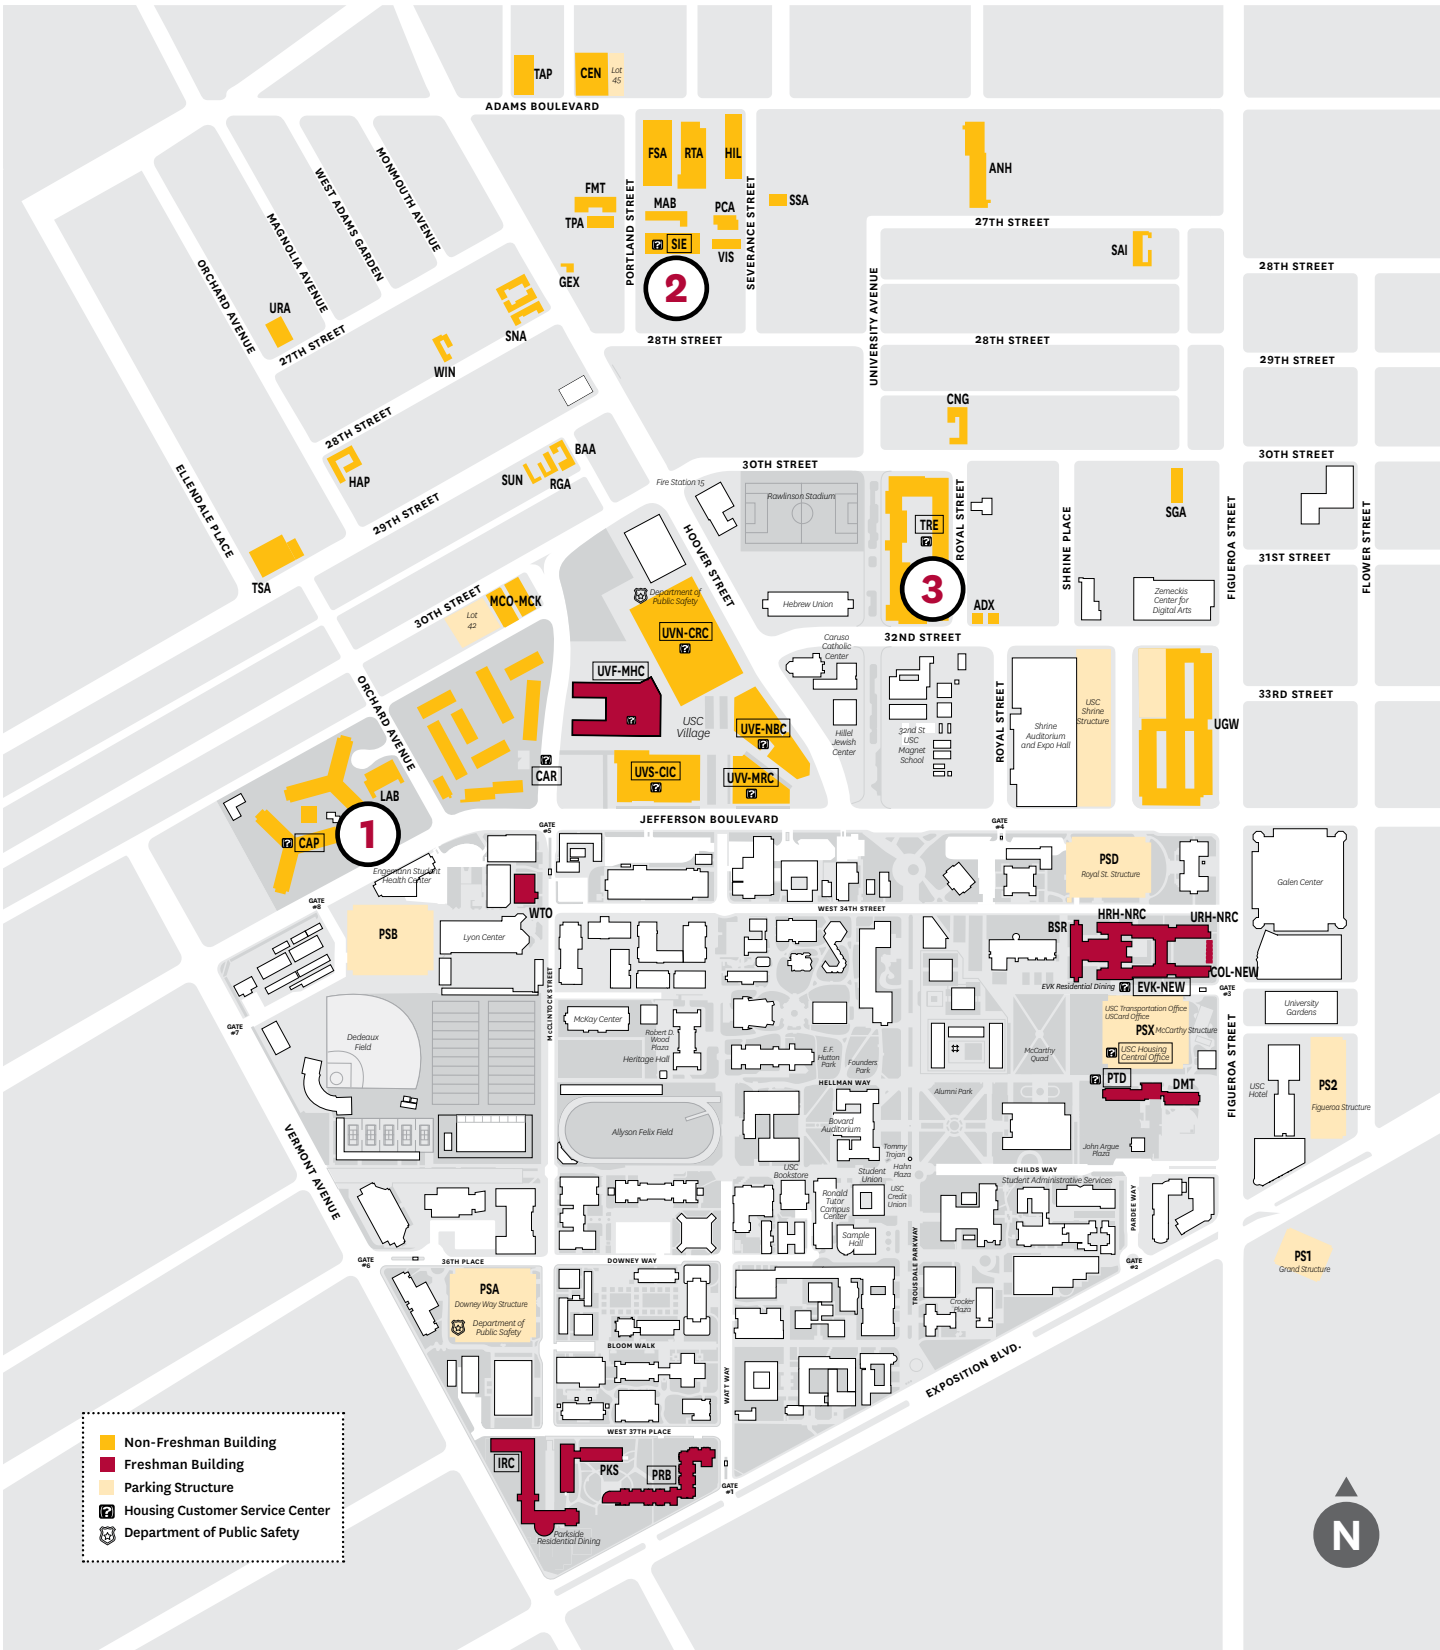 TAP
CEN
Lot
45
ADAMS BOULEVARD
MONMOUTH AVENUE
WEST ADAMS GARDEN
MAGNOLIA AVENUE
ORCHARD AVENUE
FSA
RTA
HIL
FMT
TPA
MAB
PCA
SIE
VIS
GEX
SSA
ANH
SAI
PORTLAND STREET
SEVERANCE STREET
UNIVERSITY AVENUE
27TH STREET
28TH STREET
2
URA
27TH STREET
SNA
WIN
28TH STREET
28TH STREET
29TH STREET
CNG
28TH STREET
HAP
BAA
SUN
RGA
29TH STREET
ELLENDALE PLACE
TSA
30TH STREET
30TH STREET
Fire Station 15
Rawlinson Stadium
TRE
ROYAL STREET
SHRINE PLACE
SGA
FIGUEROA STREET
FLOWER STREET
31ST STREET
HOOVER STREET
3
ADX
Zemeckis
Center for
Digital Arts
Hebrew Union
32ND STREET
30TH STREET
MCO-MCK
Lot
42
Department of
Public Safety
UVN-CRC
UVF-MHC
USC
Village
UVE-NBC
UVS-CIC
UVV-MRC
CAR
Caruso
Catholic
Center
Hillel
Jewish
Center
32nd St
USC
Magnet
School
ROYAL STREET
Shrine
Auditorium
and Expo Hall
USC
Shrine
Structure
UGW
33RD STREET
ORCHARD AVENUE
LAB
CAP
1
JEFFERSON BOULEVARD
GATE
#5
GATE
#4
Engemann Student
Health Center
GATE
#8
PSB
Lyon Center
WTO
WEST 34TH STREET
PSD
Royal St. Structure
Galen Center
BSR
HRH-NRC
URH-NRC
COL-NEW
EVK Residential Dining
EVK-NEW
GATE
#3
University
Gardens
USC Transportation Office
USCard Office
PSX
McCarthy Structure
USC Housing
Central Office
PTD
DMT
GATE
#7
Dedeaux
Field
McCLINTOCK STREET
McKay Center
Robert D.
Wood
Plaza
Heritage Hall
E.F.
Hutton
Park
Founders
Park
McCarthy
Quad
HELLMAN WAY
Alumni Park
FIGUEROA STREET
USC
Hotel
PS2
Figueroa Structure
Allyson Felix Field
Bovard
Auditorium
Tommy
Trojan
Hahn
Plaza
John Argue
Plaza
VERMONT AVENUE
USC
Bookstore
Student
Union
CHILDS WAY
Student Administrative Services
Ronald
Tutor
Campus
Center
USC
Credit
Union
Sample
Hall
PARDEE WAY
TROUSDALE PARKWAY
GATE
#6
36TH PLACE
DOWNEY WAY
GATE
#2
PS1
Grand Structure
PSA
Downey Way Structure
Department of
Public Safety
Crocker
Plaza
BLOOM WALK
WATT WAY
EXPOSITION BLVD.
WEST 37TH PLACE
IRC
PKS
PRB
GATE
#1
Parkside
Residential Dining
Non-Freshman Building
Freshman Building
Parking Structure
Housing Customer Service Center
Department of Public Safety
N